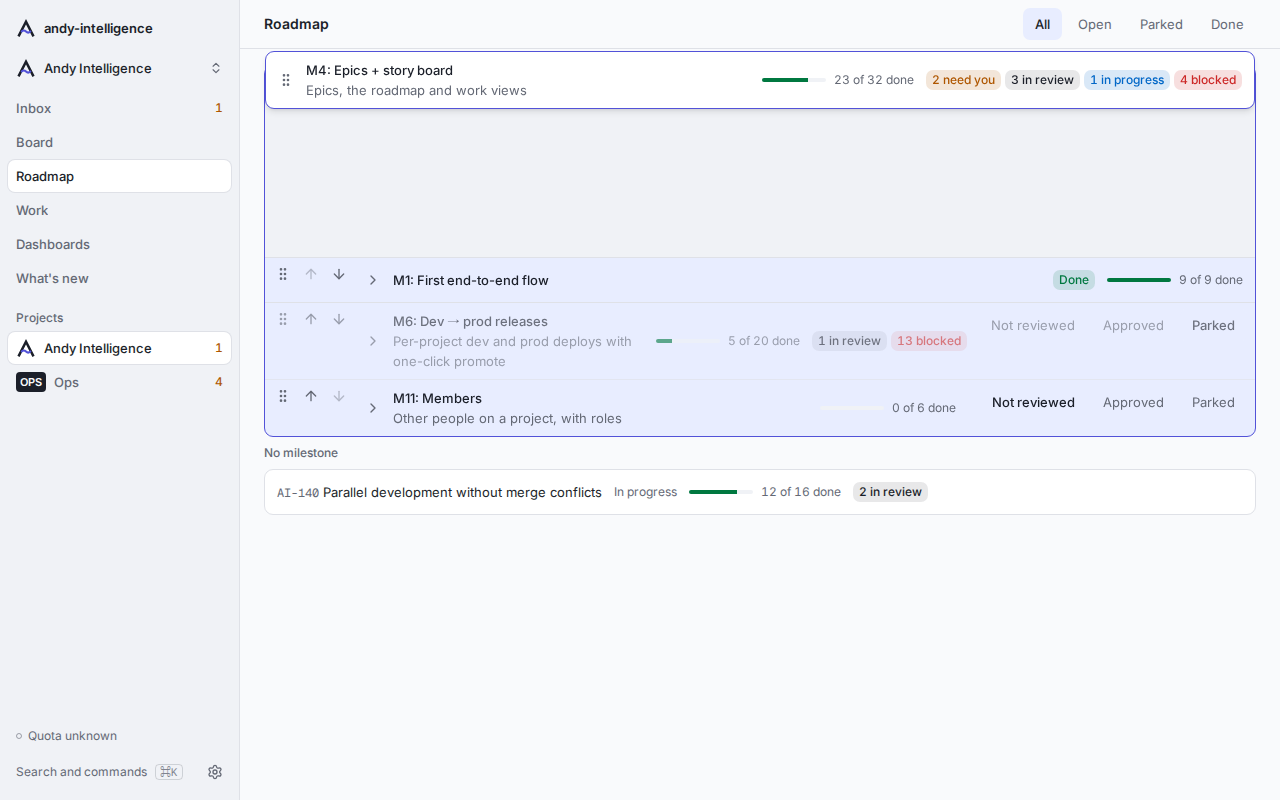 andy-intelligence
Andy Intelligence
Inbox 1
Board
Roadmap
Work
Dashboards
What's new
Projects
Andy Intelligence 1
OPS Ops 4
Quota unknown
Search and commands ⌘K
Roadmap
All Open Parked Done
M4: Epics + story board
Epics, the roadmap and work views
23 of 32 done 2 need you 3 in review 1 in progress 4 blocked
M1: First end-to-end flow
Done 9 of 9 done
M6: Dev → prod releases
Per-project dev and prod deploys with
one-click promote
5 of 20 done 1 in review 13 blocked
Not reviewed Approved Parked
M11: Members
Other people on a project, with roles
0 of 6 done
Not reviewed Approved Parked
No milestone
AI-140 Parallel development without merge conflicts In progress 12 of 16 done 2 in review